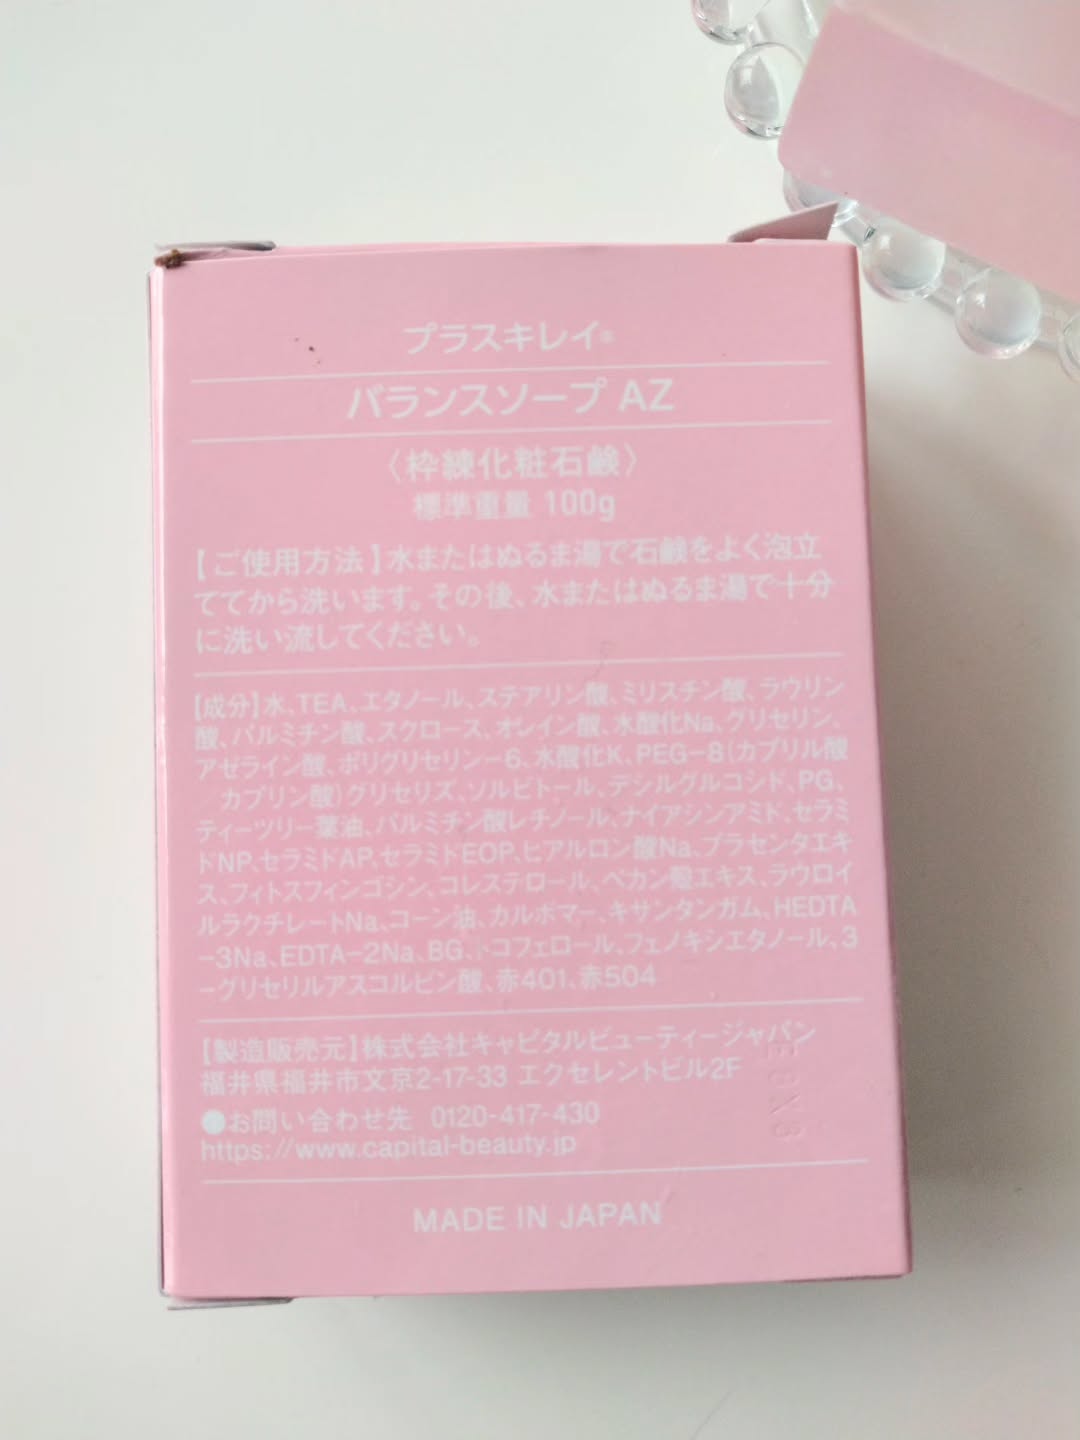 プラスキレイ®
バランスソープ AZ
〈枠練化粧石鹸〉
標準重量 100g
【ご使用方法】水またはぬるま湯で石鹸をよく泡立
ててから洗います。その後、水またはぬるま湯で十分
に洗い流してください。
【成分】水、TEA、エタノール、ステアリン酸、ミリスチン酸、ラウリン
酸、パルミチン酸、スクロース、オレイン酸、水酸化Na、グリセリン、
アゼライン酸、ポリグリセリン-6、水酸化K、PEG-8(カプリル酸
/カプリン酸)グリセリズ、ソルビトール、デシルグルコシド、PG、
ティーツリー葉油、パルミチン酸レチノール、ナイアシンアミド、セラミ
ドNP、セラミドAP、セラミドEOP、ヒアルロン酸Na、プラセンタエキ
ス、フィトスフィンゴシン、コレステロール、ペカン殻エキス、ラウロイ
ルラクチレートNa、コーン油、カルボマー、キサンタンガム、HEDTA
-3Na、EDTA-2Na、BG、トコフェロール、フェノキシエタノール、3
-グリセリルアスコルビン酸、赤401、赤504
【製造販売元】株式会社キャピタルビューティージャパン
福井県福井市文京2-17-33 エクセレントビル2F
●お問い合わせ先 0120-417-430
https://www.capital-beauty.jp
MADE IN JAPAN